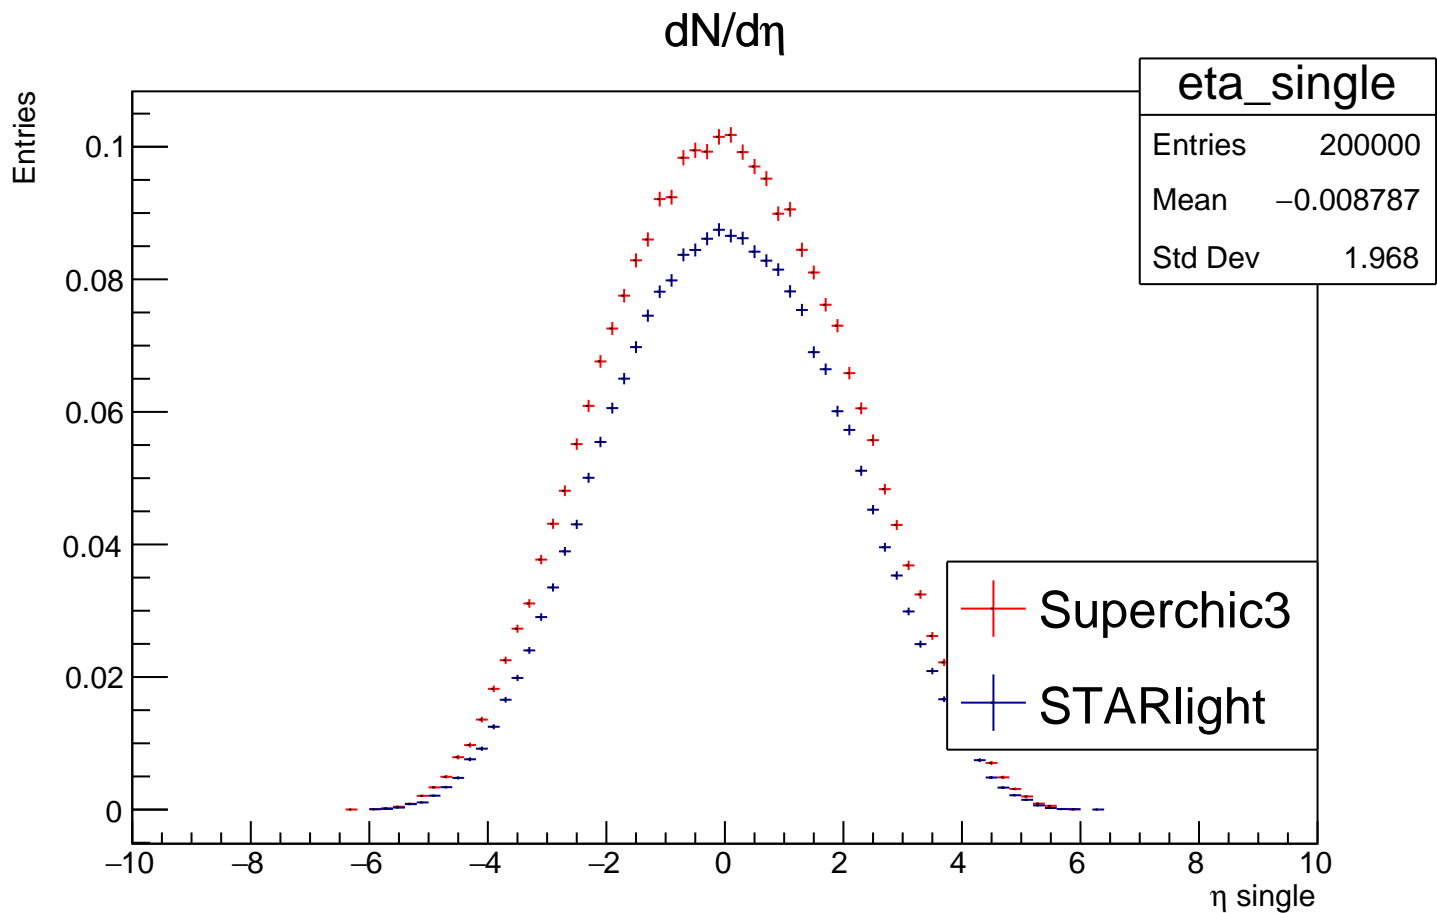 dN/dη
eta_single
Entries 200000
Mean −0.008787
Std Dev 1.968
Entries
0.1
0.08
0.06
0.04
0.02
0
Superchic3
STARlight
−10 −8 −6 −4 −2 0 2 4 6 8 10
η single